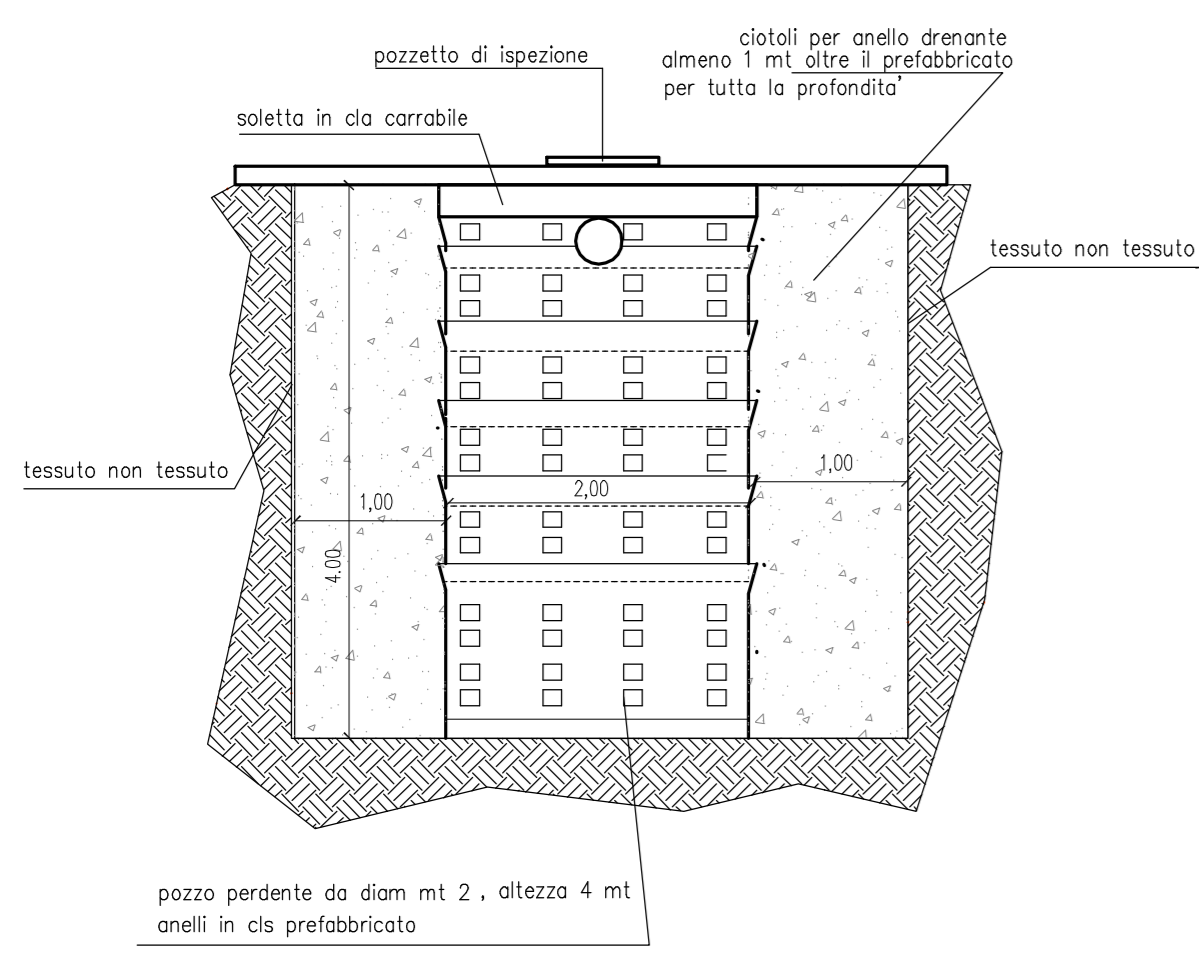 ciotoli per anello drenante
almeno 1 mt oltre il prefabbricato
per tutta la profondita'
pozzetto di ispezione
soletta in cla carrabile
tessuto non tessuto
tessuto non tessuto
1,00
2,00
1,00
4.00
pozzo perdente da diam mt 2 , altezza 4 mt
anelli in cls prefabbricato